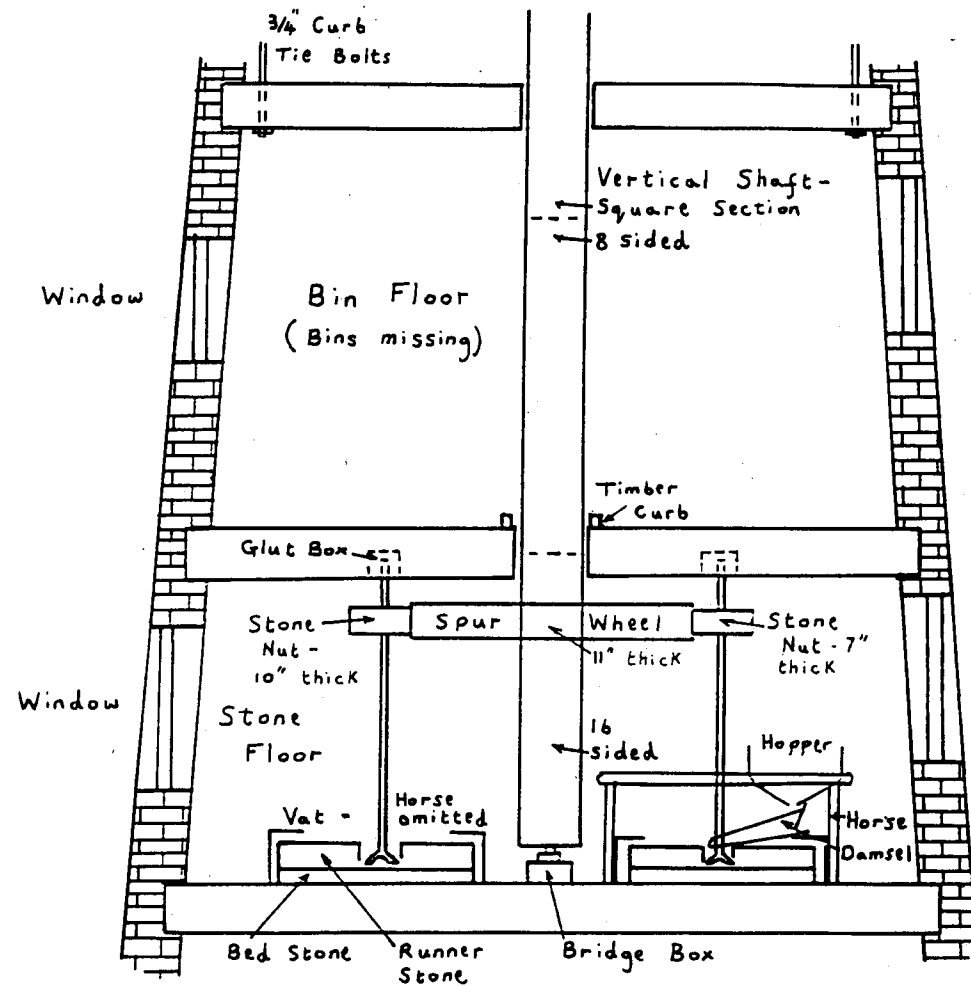 3/4" Curb
Tie Bolts
Vertical Shaft-
Square Section
8 sided
Window
Bin Floor
(Bins missing)
Timber
Curb
Glut Box
Stone
Nut -
10" thick
Spur Wheel
11" thick
Stone
Nut - 7"
thick
Window
Stone
Floor
16
sided
Hopper
Vat -
Horse
omitted
Horse
Damsel
Bed Stone
Runner
Stone
Bridge Box